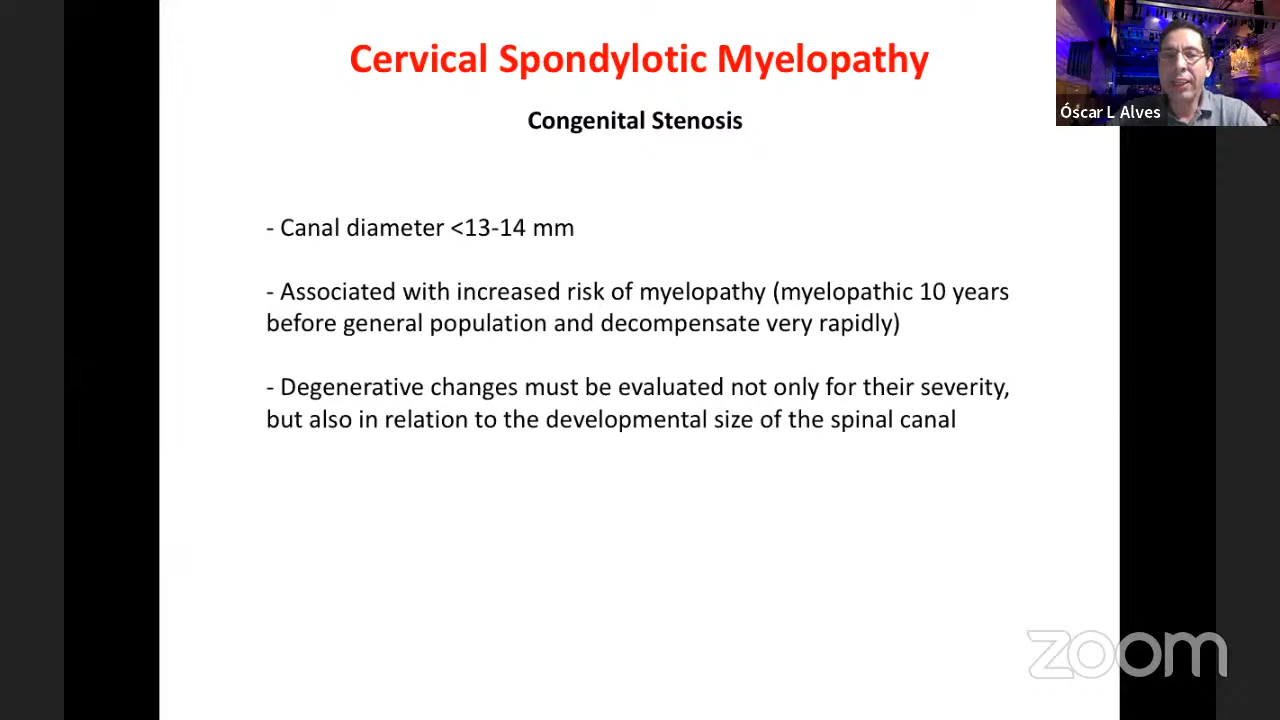 Cervical Spondylotic Myelopathy
Óscar L Alves
Congenital Stenosis
- Canal diameter <13-14 mm
- Associated with increased risk of myelopathy (myelopathic 10 years
before general population and decompensate very rapidly)
- Degenerative changes must be evaluated not only for their severity,
but also in relation to the developmental size of the spinal canal
zoom